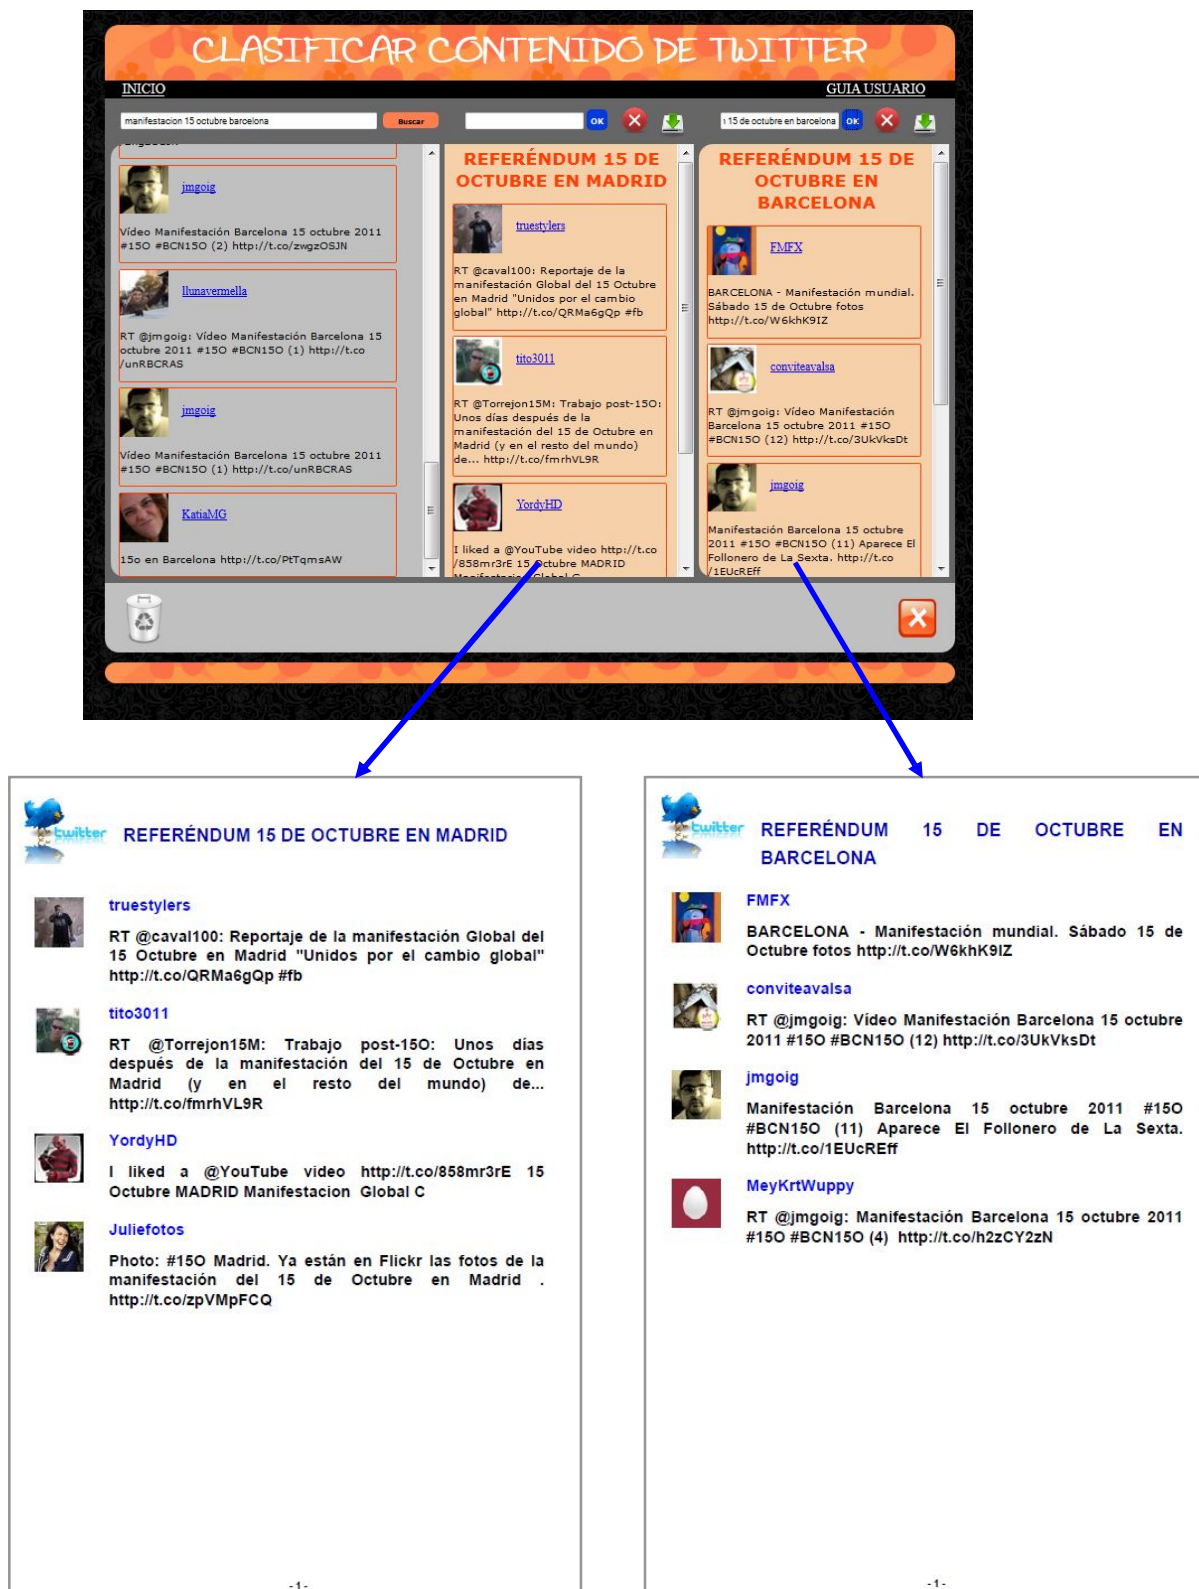 CLASIFICAR CONTENIDO DE TWITTER
INICIO
GUIA USUARIO
manifestacion 15 octubre barcelona
Buscar
OK
15 de octubre en barcelona
OK
jmgoig
Vídeo Manifestación Barcelona 15 octubre 2011
#15O #BCN15O (2) http://t.co/zwgzOSJN
llunavermella
RT @jmgoig: Vídeo Manifestación Barcelona 15
octubre 2011 #15O #BCN15O (1) http://t.co
/unRBCRAS
jmgoig
Vídeo Manifestación Barcelona 15 octubre 2011
#15O #BCN15O (1) http://t.co/unRBCRAS
KatiaMG
15o en Barcelona http://t.co/PtTqmsAW
REFERÉNDUM 15 DE
OCTUBRE EN MADRID
truestylers
RT @caval100: Reportaje de la
manifestación Global del 15 Octubre
en Madrid "Unidos por el cambio
global" http://t.co/QRMa6gQp #fb
tito3011
RT @Torrejon15M: Trabajo post-15O:
Unos días después de la
manifestación del 15 de Octubre en
Madrid (y en el resto del mundo)
de... http://t.co/fmrhVL9R
YordyHD
I liked a @YouTube video http://t.co
/858mr3rE 15 Octubre MADRID
Manifestacion Global C
REFERÉNDUM 15 DE
OCTUBRE EN
BARCELONA
FMFX
BARCELONA - Manifestación mundial.
Sábado 15 de Octubre fotos
http://t.co/W6khK9IZ
conviteavalsa
RT @jmgoig: Vídeo Manifestación
Barcelona 15 octubre 2011 #15O
#BCN15O (12) http://t.co/3UkVksDt
jmgoig
Manifestación Barcelona 15 octubre
2011 #15O #BCN15O (11) Aparece El
Follonero de La Sexta. http://t.co
/1EUcREff
twitter
REFERÉNDUM 15 DE OCTUBRE EN MADRID
truestylers
RT @caval100: Reportaje de la manifestación Global del
15 Octubre en Madrid "Unidos por el cambio global"
http://t.co/QRMa6gQp #fb
tito3011
RT @Torrejon15M: Trabajo post-15O: Unos días
después de la manifestación del 15 de Octubre en
Madrid (y en el resto del mundo) de...
http://t.co/fmrhVL9R
YordyHD
I liked a @YouTube video http://t.co/858mr3rE 15
Octubre MADRID Manifestacion Global C
Juliefotos
Photo: #15O Madrid. Ya están en Flickr las fotos de la
manifestación del 15 de Octubre en Madrid .
http://t.co/zpVMpFCQ
-1-
twitter
REFERÉNDUM 15 DE OCTUBRE EN
BARCELONA
FMFX
BARCELONA - Manifestación mundial. Sábado 15 de
Octubre fotos http://t.co/W6khK9IZ
conviteavalsa
RT @jmgoig: Vídeo Manifestación Barcelona 15 octubre
2011 #15O #BCN15O (12) http://t.co/3UkVksDt
jmgoig
Manifestación Barcelona 15 octubre 2011 #15O
#BCN15O (11) Aparece El Follonero de La Sexta.
http://t.co/1EUcREff
MeyKrtWuppy
RT @jmgoig: Manifestación Barcelona 15 octubre 2011
#15O #BCN15O (4) http://t.co/h2zCY2zN
-1-